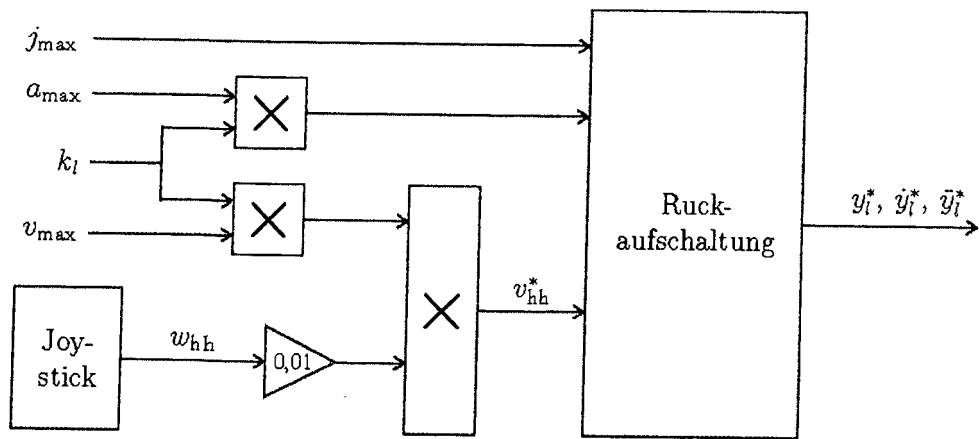 j_max
a_max
k_l
v_max
×
×
×
Joy-
stick
w_hh
0,01
v*_hh
Ruck-
aufschaltung
y*_l, ẏ*_l, ÿ*_l